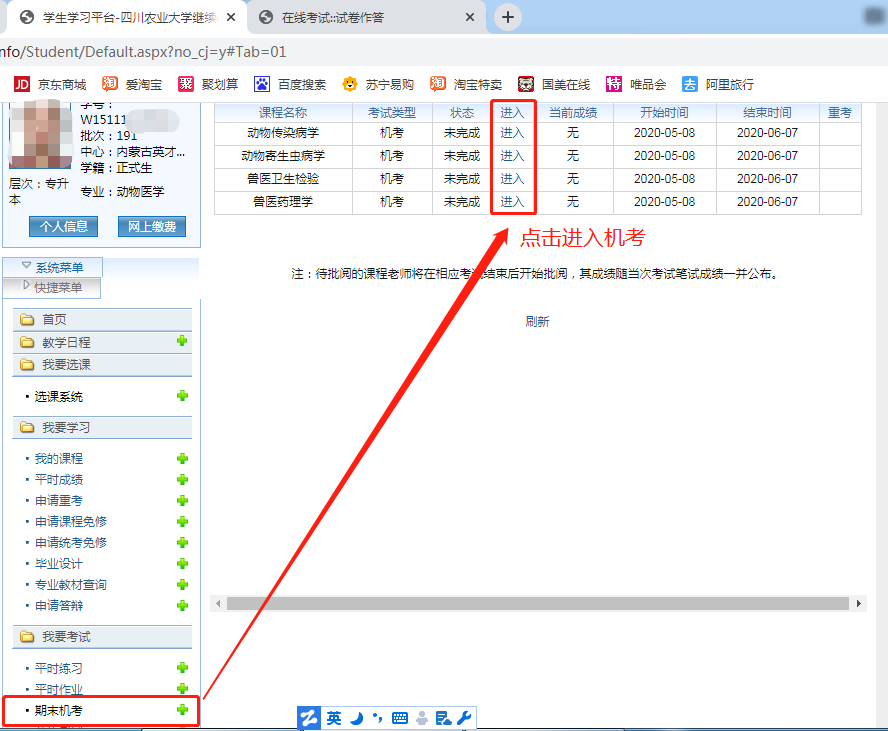 学生学习平台-四川农业大学继续
在线考试::试卷作答
nfo/Student/Default.aspx?no_cj=y#Tab=01
京东商城 爱淘宝 聚划算 百度搜索 苏宁易购 淘宝特卖 国美在线 唯品会 阿里旅行
学号：
W15111
批次：191
中心：内蒙古英才...
学籍：正式生
层次：专升本
专业：动物医学
个人信息 网上缴费
课程名称 考试类型 状态 进入 当前成绩 开始时间 结束时间 重考
动物传染病学 机考 未完成 进入 无 2020-05-08 2020-06-07
动物寄生虫病学 机考 未完成 进入 无 2020-05-08 2020-06-07
兽医卫生检验 机考 未完成 进入 无 2020-05-08 2020-06-07
兽医药理学 机考 未完成 进入 无 2020-05-08 2020-06-07
点击进入机考
注：待批阅的课程老师将在相应考试结束后开始批阅，其成绩随当次考试笔试成绩一并公布。
刷新
系统菜单
快捷菜单
首页
教学日程
我要选课
选课系统
我要学习
我的课程
平时成绩
申请重考
申请课程免修
申请统考免修
毕业设计
专业教材查询
申请答辩
我要考试
平时练习
平时作业
期末机考
英